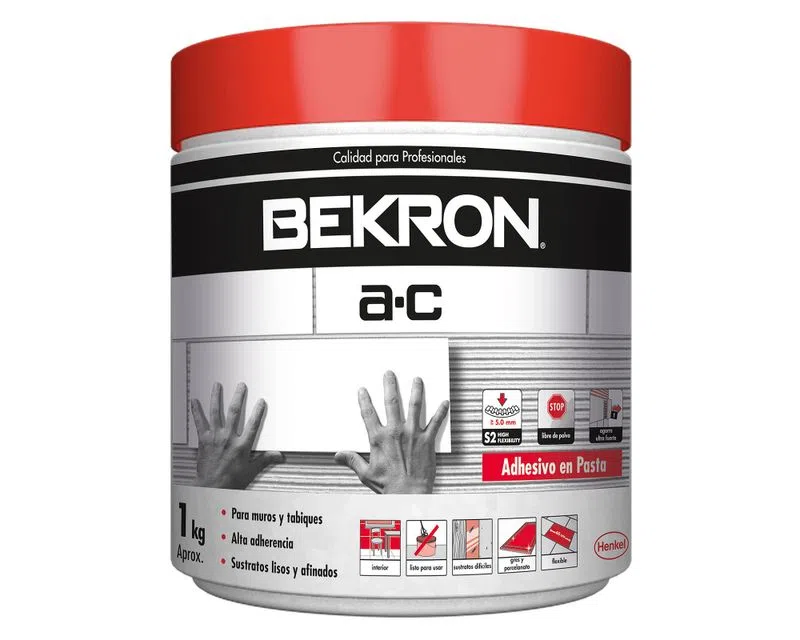 Calidad para Profesionales
BEKRON®
a·c
≥ 5.0 mm
S2 HIGH FLEXIBILITY
STOP
libre de polvo
agarre ultra fuerte
Adhesivo en Pasta
1 kg
Aprox.
• Para muros y tabiques
• Alta adherencia
• Sustratos lisos y afinados
interior
listo para usar
sustratos difíciles
gres y porcelanato
flexible
Henkel